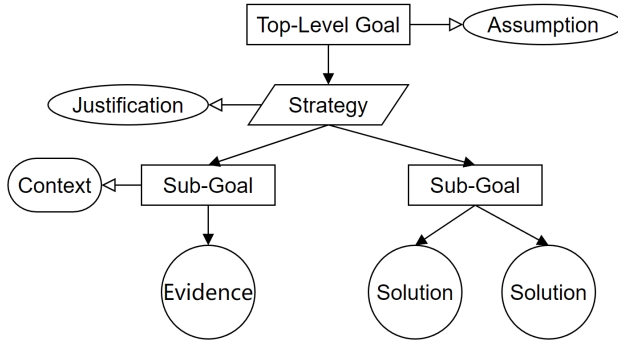 Top-Level Goal
Assumption
Justification
Strategy
Context
Sub-Goal
Sub-Goal
Evidence
Solution
Solution